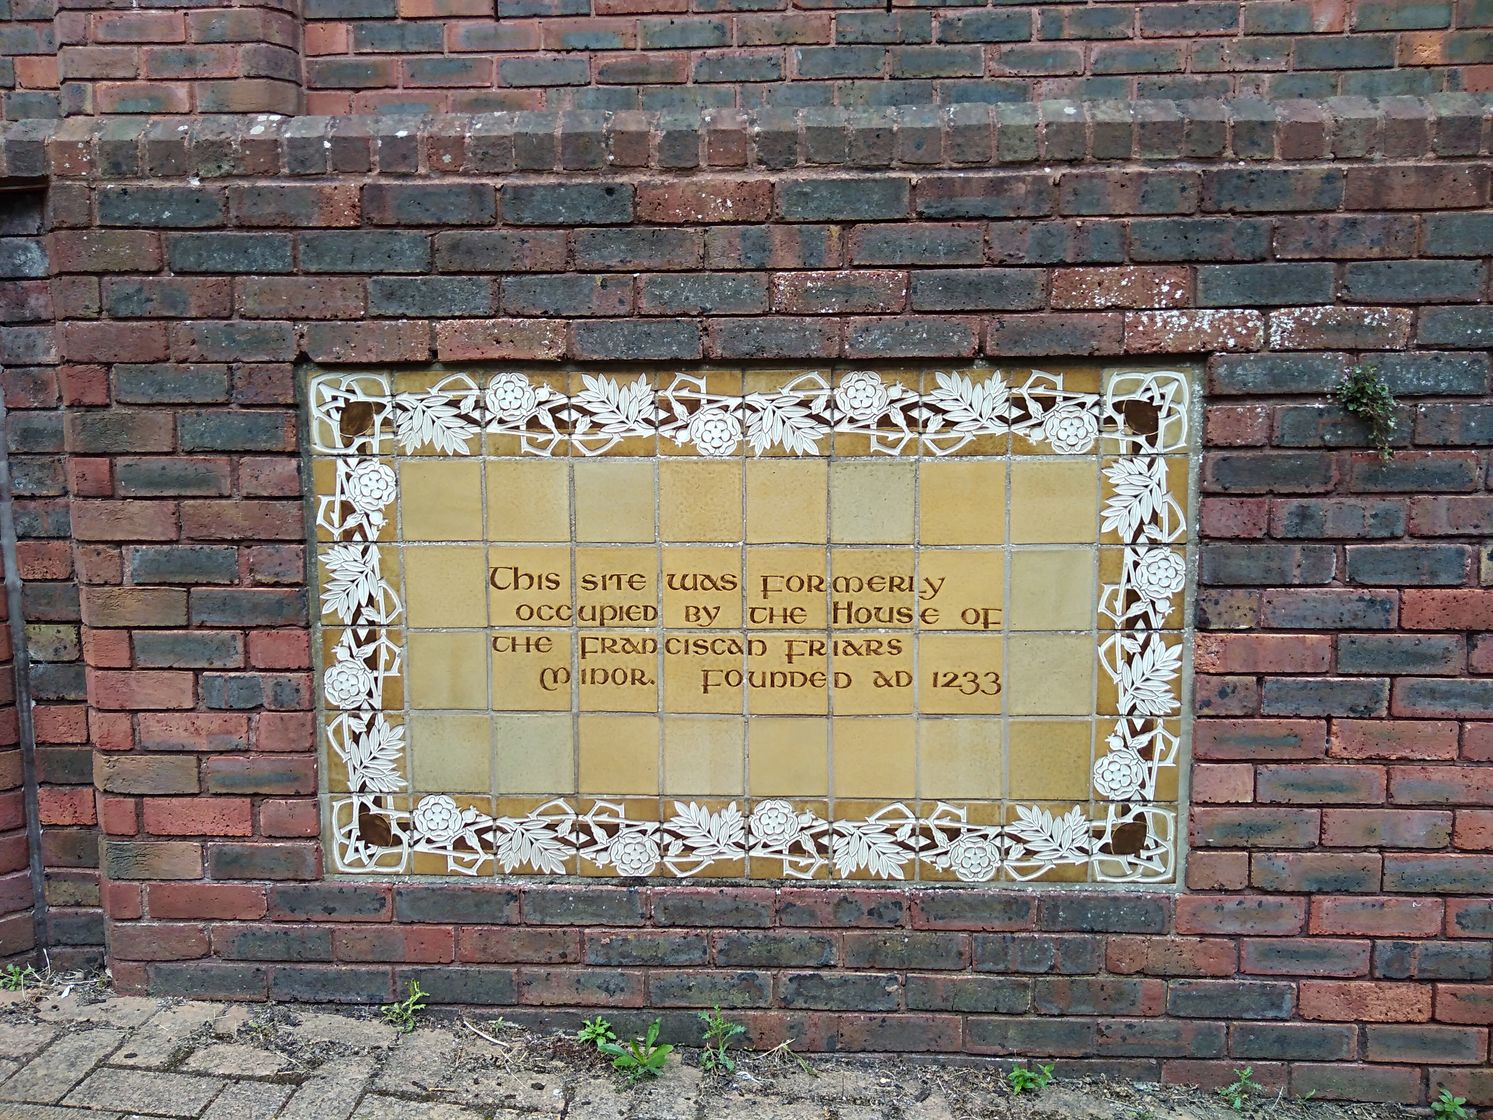 This site was formerly
occupied by the House of
the Franciscan Friars
Minor. Founded AD 1233